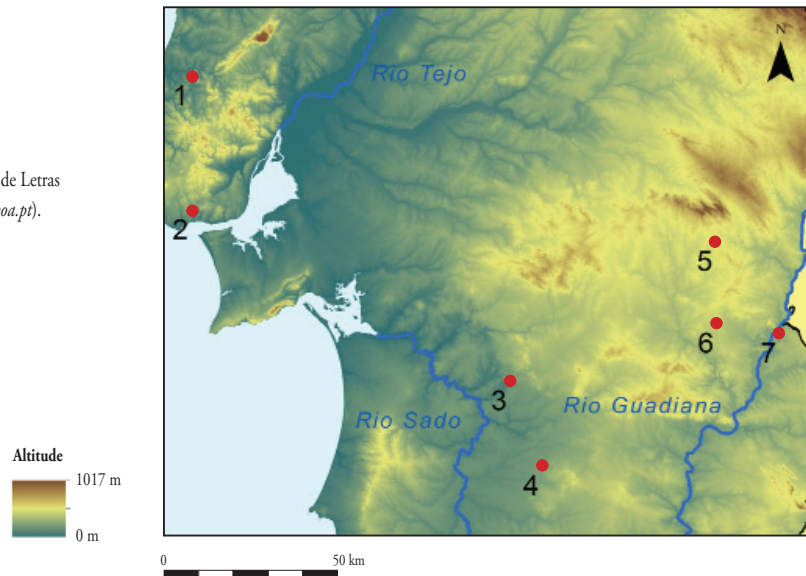 de Letras
oa.pt).
N
Rio Tejo
1
2
5
6
7
3
Rio Sado
Rio Guadiana
4
Altitude
1017 m
0 m
0
50 km